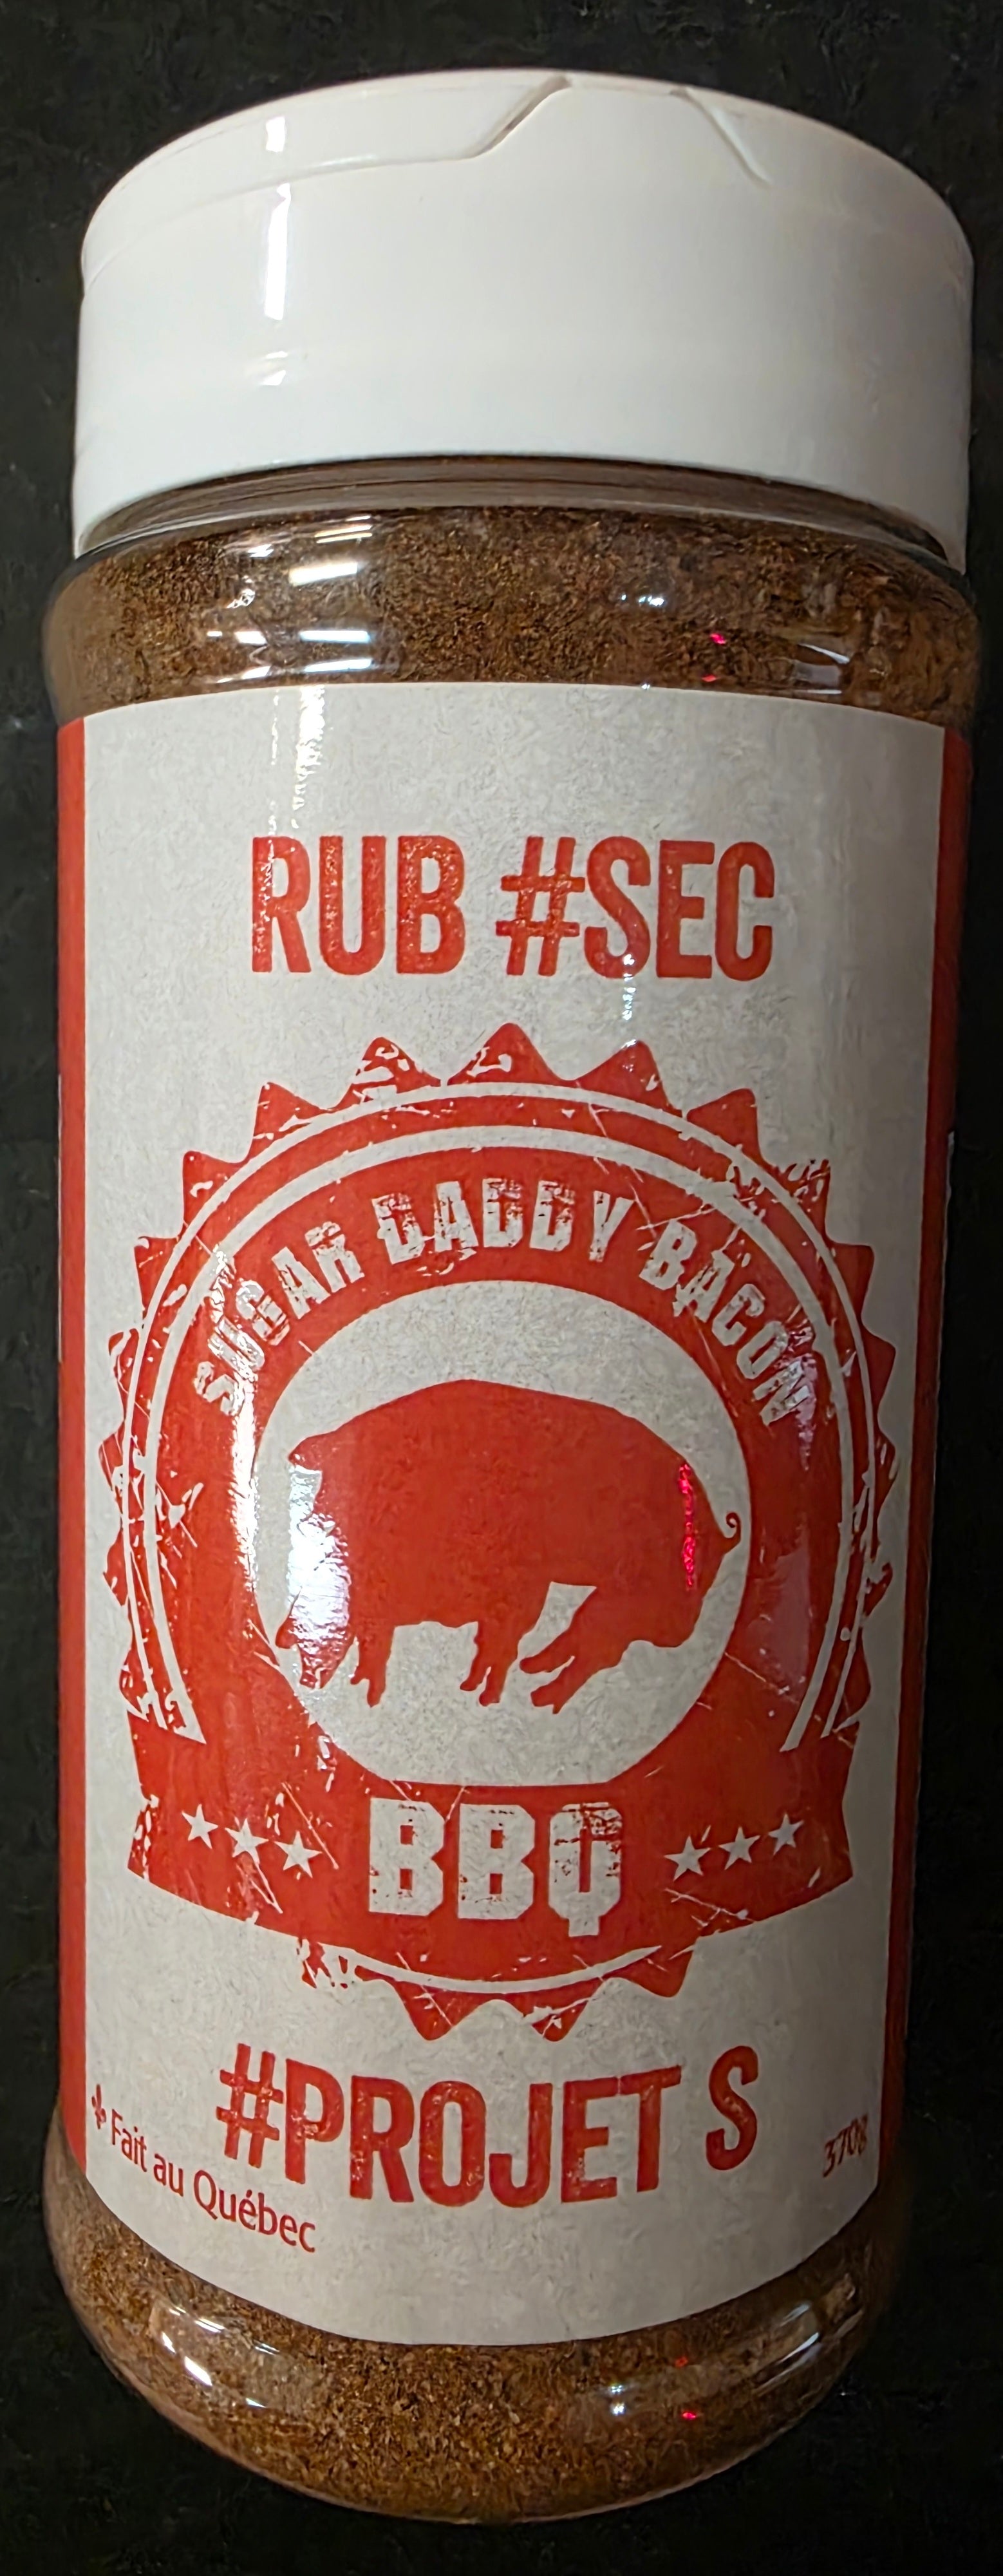 RUB #SEC
SUGAR DADDY BACON
BBQ
#PROJET S
Fait au Québec
370g